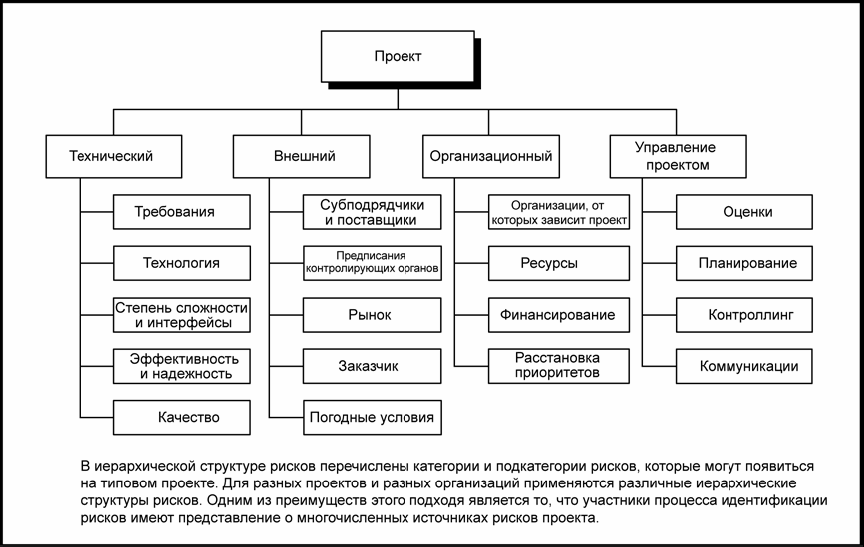 Проект
Технический
Внешний
Организационный
Управление
проектом
Требования
Субподрядчики
и поставщики
Организации, от
которых зависит проект
Оценки
Технология
Предписания
контролирующих органов
Ресурсы
Планирование
Степень сложности
и интерфейсы
Рынок
Финансирование
Контроллинг
Эффективность
и надежность
Заказчик
Расстановка
приоритетов
Коммуникации
Качество
Погодные условия
В иерархической структуре рисков перечислены категории и подкатегории рисков, которые могут появиться
на типовом проекте. Для разных проектов и разных организаций применяются различные иерархические
структуры рисков. Одним из преимуществ этого подхода является то, что участники процесса идентификации
рисков имеют представление о многочисленных источниках рисков проекта.